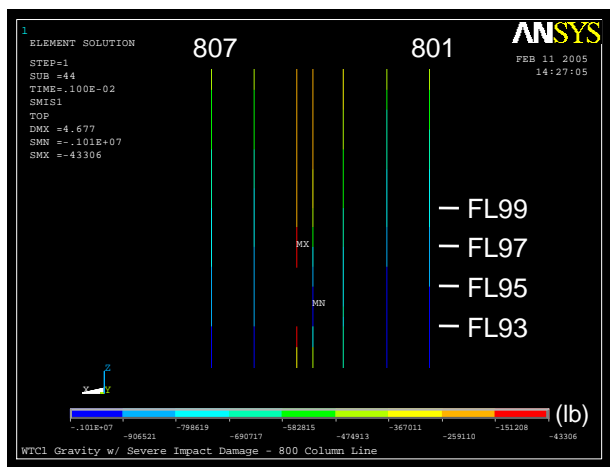 1
ANSYS
ELEMENT SOLUTION
807
801
FEB 11 2005
14:27:05
STEP=1
SUB =44
TIME=.100E-02
SMIS1
TOP
DMX =4.677
SMN =-.101E+07
SMX =-43306
FL99
MX
FL97
FL95
MN
FL93
Z
X Y
(lb)
-.101E+07
-906521
-798619
-690717
-582815
-474913
-367011
-259110
-151208
-43306
WTC1 Gravity w/ Severe Impact Damage - 800 Column Line